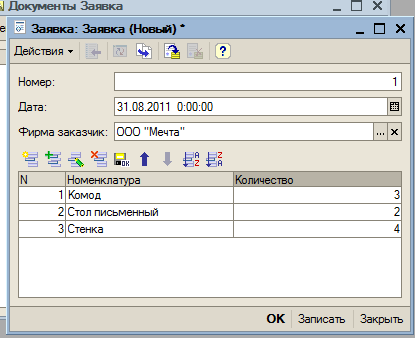 Документы Заявка
Заявка: Заявка (Новый) *
Действия
Номер: 1
Дата: 31.08.2011 0:00:00
Фирма заказчик: ООО "Мечта" ... x
N Номенклатура Количество
1 Комод 3
2 Стол письменный 2
3 Стенка 4
OK Записать Закрыть